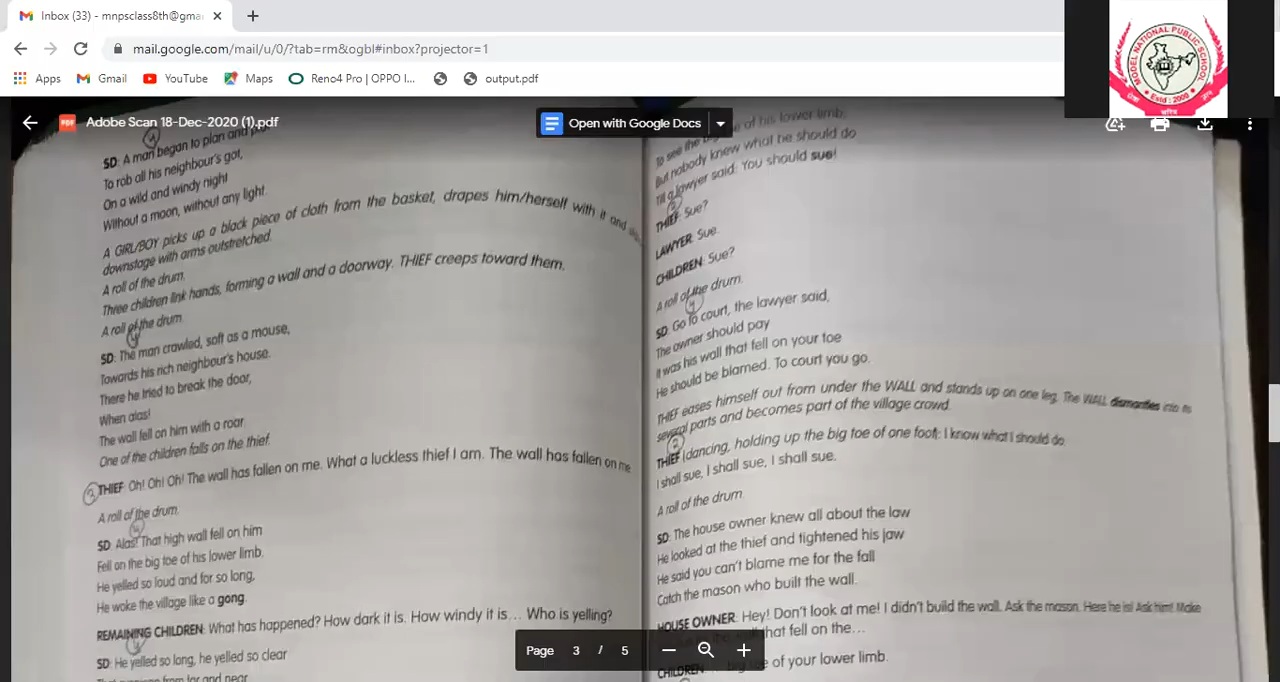 Inbox (33) - mnpsclass8th@gma
mail.google.com/mail/u/0/?tab=rm&ogbl#inbox?projector=1
Apps Gmail YouTube Maps Reno4 Pro | OPPO I... output.pdf
MODEL NATIONAL PUBLIC SCHOOL
Estd : 2009
PDF Adobe Scan 18-Dec-2020 (1).pdf
Open with Google Docs
SD: A man began to plan and
To rob all his neighbour's got,
On a wild and windy night
Without a moon, without any light.
A GIRL/BOY picks up a black piece of cloth from the basket, drapes him/herself with it and
downstage with arms outstretched.
A roll of the drum.
Three children link hands, forming a wall and a doorway. THIEF creeps toward them.
A roll of the drum.
SD: The man crawled, soft as a mouse,
Towards his rich neighbour's house.
There he tried to break the door,
When alas!
The wall fell on him with a roar.
One of the children falls on the thief.
THIEF: Oh! Oh! Oh! The wall has fallen on me. What a luckless thief I am. The wall has fallen on me
A roll of the drum.
SD: Alas! That high wall fell on him
Fell on the big toe of his lower limb.
He yelled so loud and for so long,
He woke the village like a gong.
REMAINING CHILDREN: What has happened? How dark it is. How windy it is... Who is yelling?
SD: He yelled so long, he yelled so clear
from far and near
To see the big toe of his lower limb.
But nobody knew what he should do
Till a lawyer said: You should sue!
THIEF: Sue?
LAWYER: Sue.
CHILDREN: Sue?
A roll of the drum.
SD: Go to court, the lawyer said,
The owner should pay
It was his wall that fell on your toe
He should be blamed. To court you go.
THIEF eases himself out from under the WALL and stands up on one leg. The WALL dismantles into its
several parts and becomes part of the village crowd.
THIEF (dancing, holding up the big toe of one foot): I know what I should do
I shall sue, I shall sue, I shall sue.
A roll of the drum.
SD: The house owner knew all about the law
He looked at the thief and tightened his jaw
He said you can't blame me for the fall
Catch the mason who built the wall.
HOUSE OWNER: Hey! Don't look at me! I didn't build the wall. Ask the mason. Here he is! Ask him! Make
that fell on the...
CHILDREN: big toe of your lower limb.
Page 3 / 5